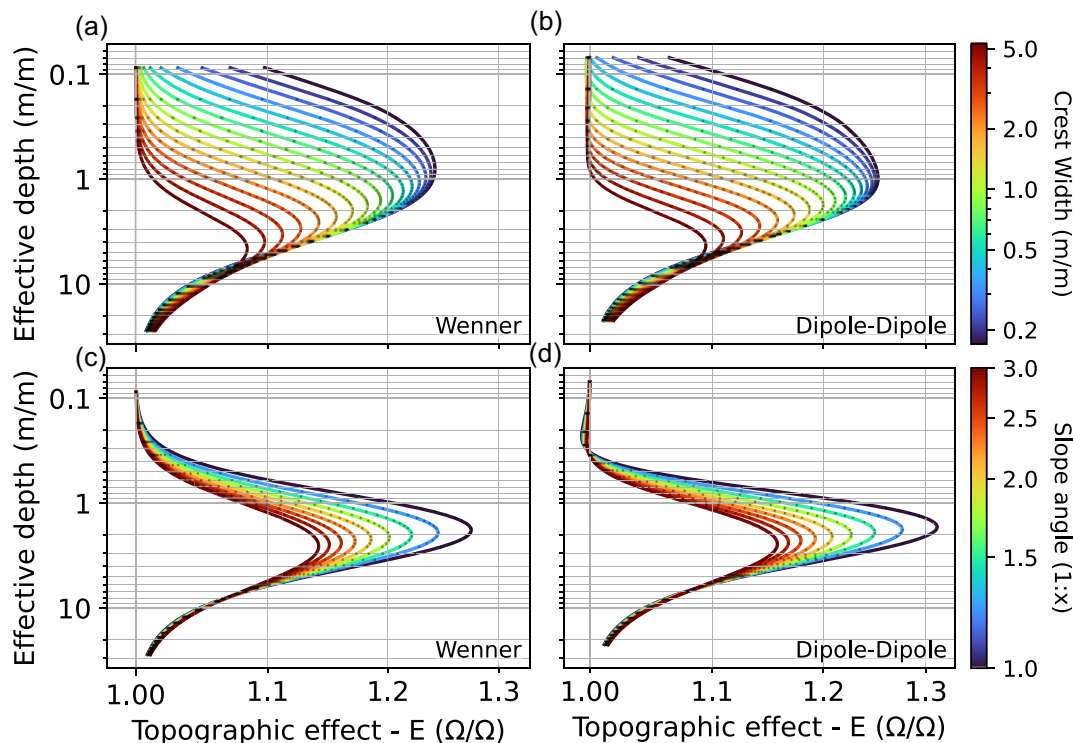 (a)
(b)
Effective depth (m/m)
0.1
1
10
Wenner
Dipole-Dipole
5.0
2.0
1.0
0.5
0.2
Crest Width (m/m)
(c)
(d)
Effective depth (m/m)
0.1
1
10
Wenner
Dipole-Dipole
3.0
2.5
2.0
1.5
1.0
Slope angle (1:x)
1.00 1.1 1.2 1.3
1.00 1.1 1.2 1.3
Topographic effect - E (Ω/Ω)
Topographic effect - E (Ω/Ω)